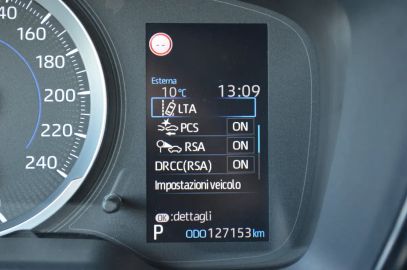 140
160
180
200
220
240
--
Esterna
10°C 13:09
LTA
PCS ON
RSA ON
DRCC(RSA) ON
Impostazioni veicolo
OK :dettagli
P ODO 127153 km